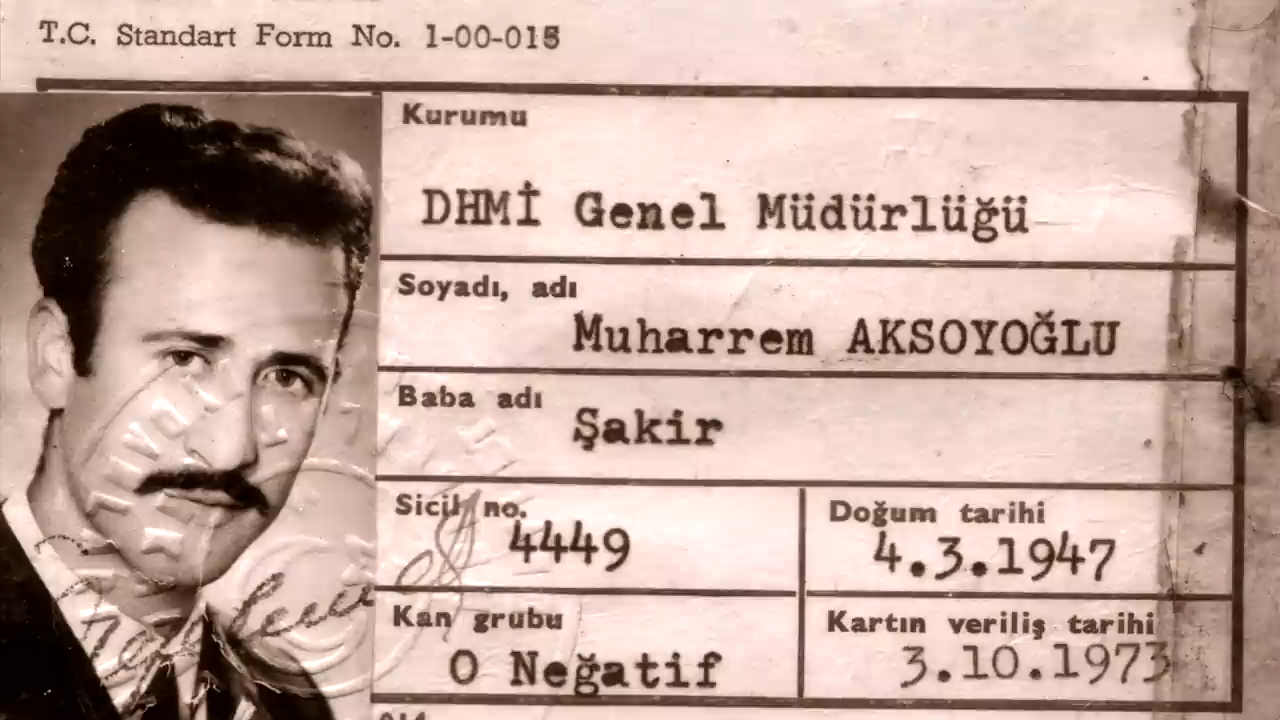 T.C. Standart Form No. 1-00-015
Kurumu
DHMİ Genel Müdürlüğü
Soyadı, adı
Muharrem AKSOYOĞLU
Baba adı
Şakir
Sicil no.
4449
Doğum tarihi
4.3.1947
Kan grubu
O Neğatif
Kartın veriliş tarihi
3.10.1973